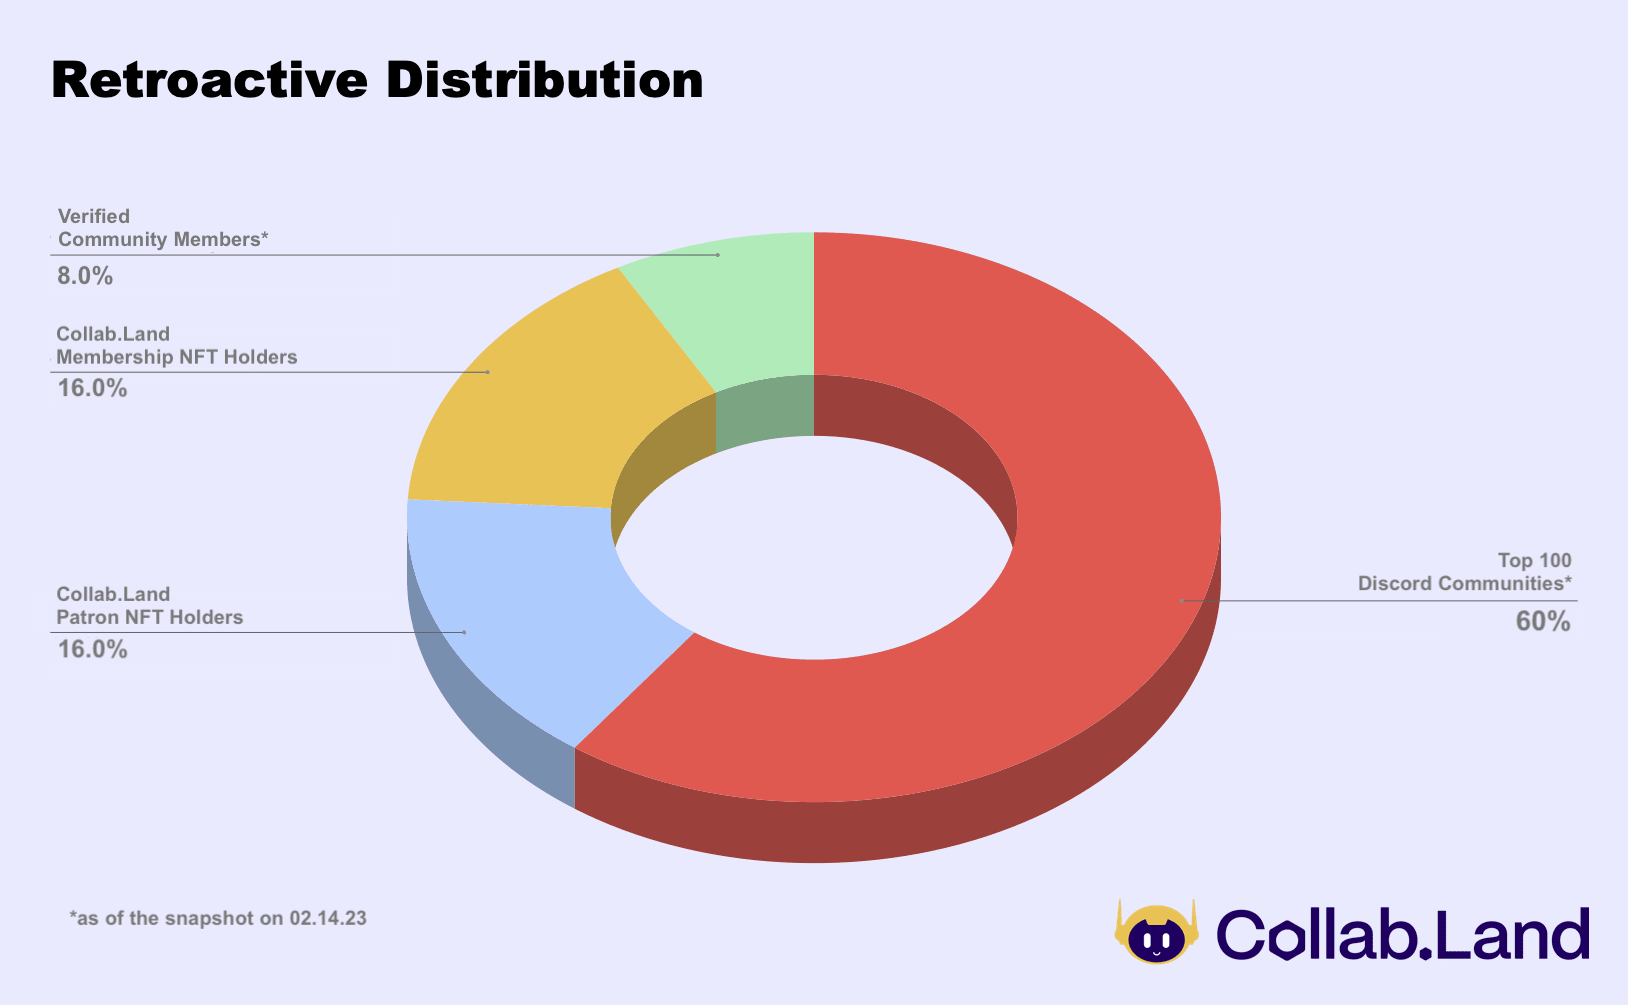 Retroactive Distribution
Verified
Community Members*
8.0%
Collab.Land
Membership NFT Holders
16.0%
Collab.Land
Patron NFT Holders
16.0%
Top 100
Discord Communities*
60%
*as of the snapshot on 02.14.23
Collab.Land